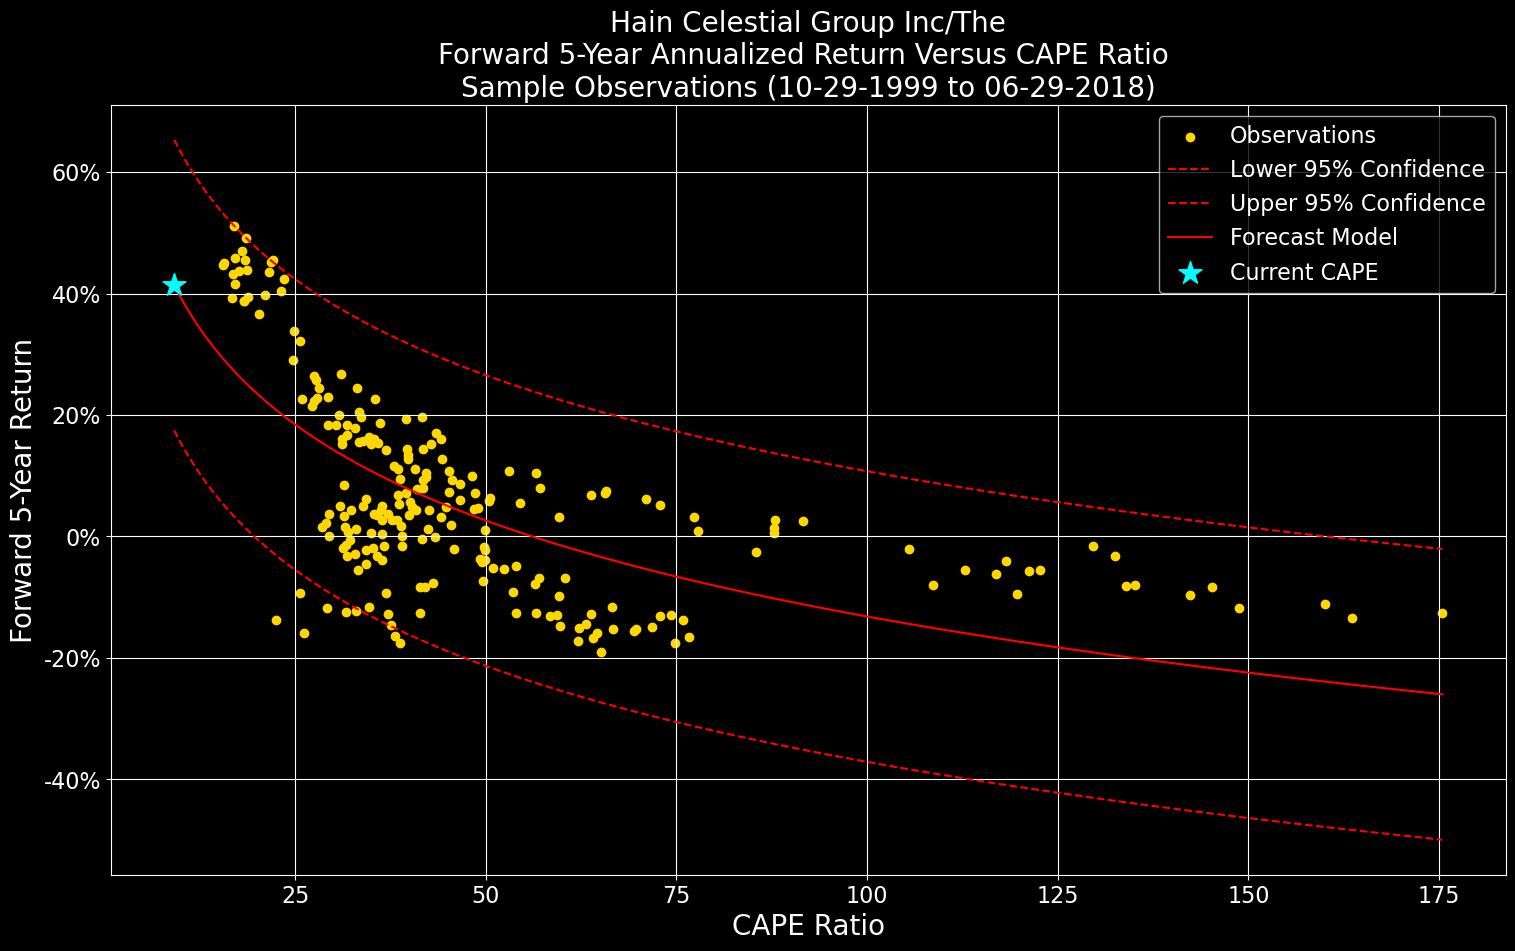 Hain Celestial Group Inc/The
Forward 5-Year Annualized Return Versus CAPE Ratio
Sample Observations (10-29-1999 to 06-29-2018)
Observations
Lower 95% Confidence
Upper 95% Confidence
Forecast Model
Current CAPE
Forward 5-Year Return
60%
40%
20%
0%
-20%
-40%
25 50 75 100 125 150 175
CAPE Ratio